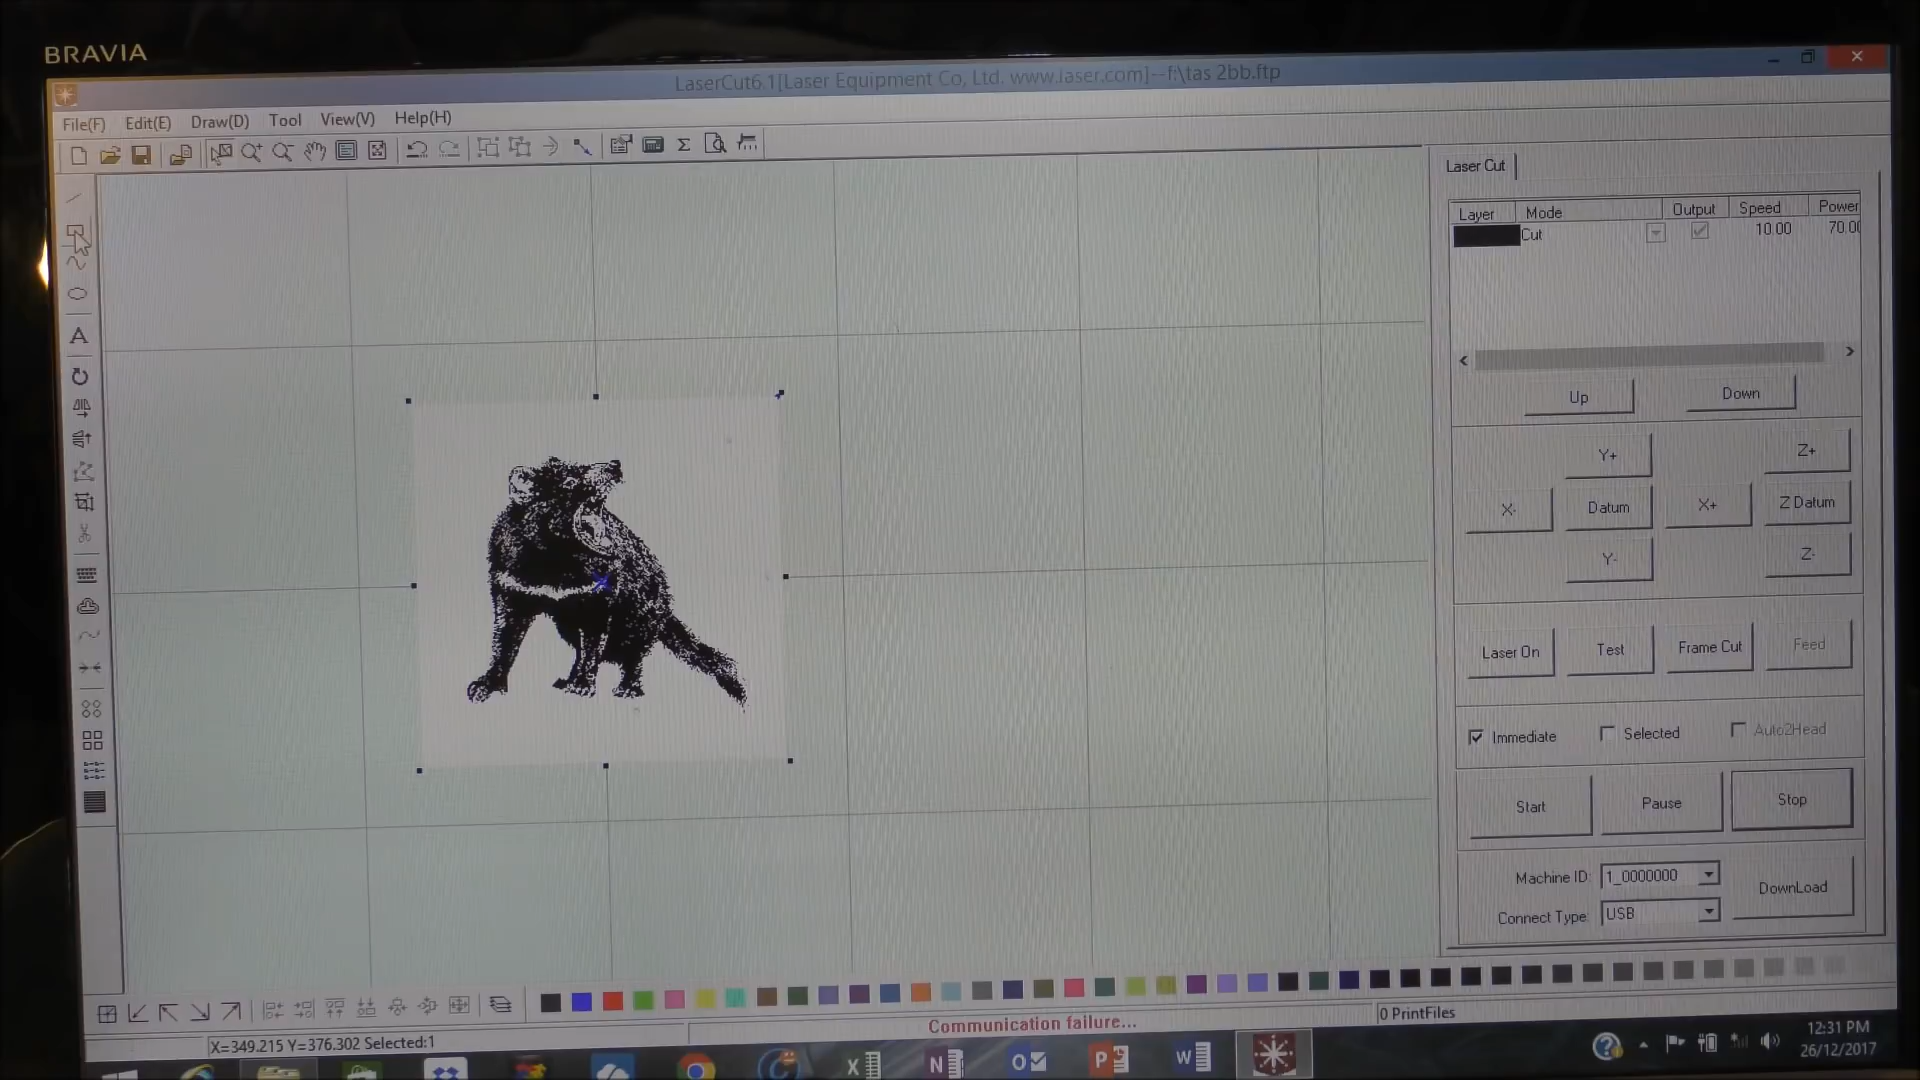 BRAVIA
LaserCut6.1[Laser Equipment Co, Ltd. www.laser.com]--f:\tas 2bb.ftp
File(F) Edit(E) Draw(D) Tool View(V) Help(H)
Laser Cut
Layer Mode Output Speed Power
Cut 10.00 70.00
Up Down
Y+ Z+
X- Datum X+ Z Datum
Y- Z-
Laser On Test Frame Cut Feed
Immediate Selected Auto2Head
Start Pause Stop
Machine ID: 1_0000000 DownLoad
Connect Type: USB
Communication failure... 0 PrintFiles
X=349.215 Y=376.302 Selected:1
12:31 PM
26/12/2017